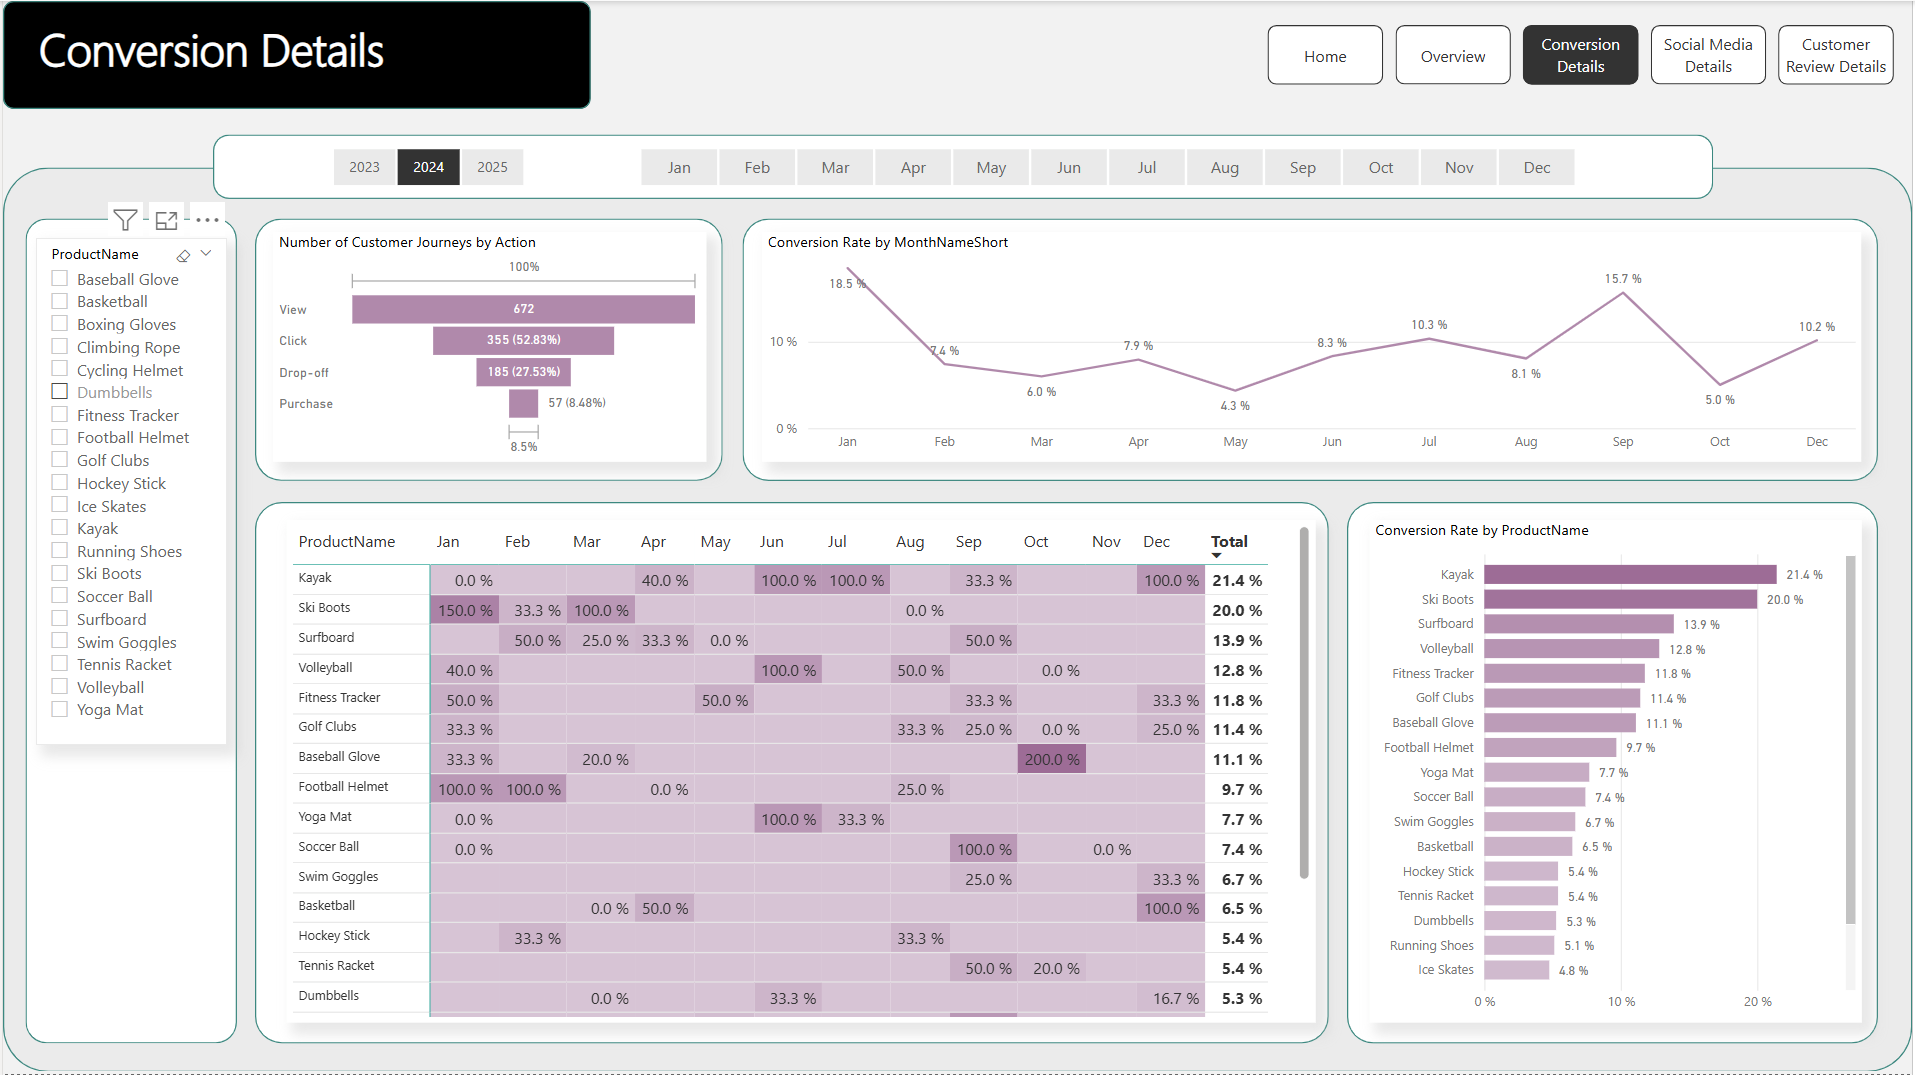 Conversion Details
Home
Overview
Conversion
Details
Social Media
Details
Customer
Review Details
2023 2024 2025
Jan Feb Mar Apr May Jun Jul Aug Sep Oct Nov Dec
ProductName
Baseball Glove
Basketball
Boxing Gloves
Climbing Rope
Cycling Helmet
Dumbbells
Fitness Tracker
Football Helmet
Golf Clubs
Hockey Stick
Ice Skates
Kayak
Running Shoes
Ski Boots
Soccer Ball
Surfboard
Swim Goggles
Tennis Racket
Volleyball
Yoga Mat
Number of Customer Journeys by Action
100%
View 672
Click 355 (52.83%)
Drop-off 185 (27.53%)
Purchase 57 (8.48%)
8.5%
Conversion Rate by MonthNameShort
10 %
0 %
18.5 % 7.4 % 6.0 % 7.9 % 4.3 % 8.3 % 10.3 % 8.1 % 15.7 % 5.0 % 10.2 %
Jan Feb Mar Apr May Jun Jul Aug Sep Oct Dec
ProductName Jan Feb Mar Apr May Jun Jul Aug Sep Oct Nov Dec Total
Kayak 0.0 % 40.0 % 100.0 % 100.0 % 33.3 % 100.0 % 21.4 %
Ski Boots 150.0 % 33.3 % 100.0 % 0.0 % 20.0 %
Surfboard 50.0 % 25.0 % 33.3 % 0.0 % 50.0 % 13.9 %
Volleyball 40.0 % 100.0 % 50.0 % 0.0 % 12.8 %
Fitness Tracker 50.0 % 50.0 % 33.3 % 33.3 % 11.8 %
Golf Clubs 33.3 % 33.3 % 25.0 % 0.0 % 25.0 % 11.4 %
Baseball Glove 33.3 % 20.0 % 200.0 % 11.1 %
Football Helmet 100.0 % 100.0 % 0.0 % 25.0 % 9.7 %
Yoga Mat 0.0 % 100.0 % 33.3 % 7.7 %
Soccer Ball 0.0 % 100.0 % 0.0 % 7.4 %
Swim Goggles 25.0 % 33.3 % 6.7 %
Basketball 0.0 % 50.0 % 100.0 % 6.5 %
Hockey Stick 33.3 % 33.3 % 5.4 %
Tennis Racket 50.0 % 20.0 % 5.4 %
Dumbbells 0.0 % 33.3 % 16.7 % 5.3 %
Conversion Rate by ProductName
Kayak 21.4 %
Ski Boots 20.0 %
Surfboard 13.9 %
Volleyball 12.8 %
Fitness Tracker 11.8 %
Golf Clubs 11.4 %
Baseball Glove 11.1 %
Football Helmet 9.7 %
Yoga Mat 7.7 %
Soccer Ball 7.4 %
Swim Goggles 6.7 %
Basketball 6.5 %
Hockey Stick 5.4 %
Tennis Racket 5.4 %
Dumbbells 5.3 %
Running Shoes 5.1 %
Ice Skates 4.8 %
0 % 10 % 20 %